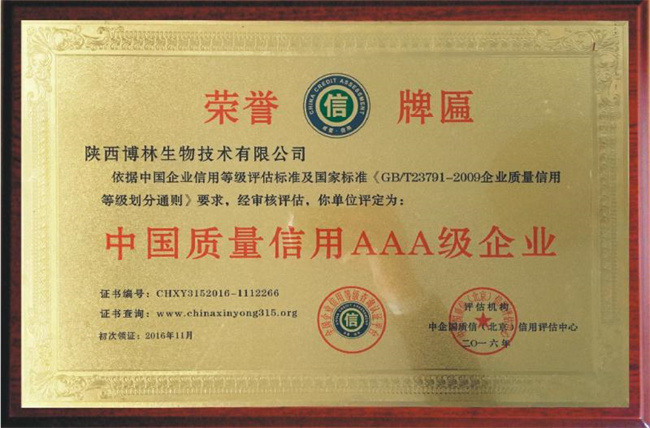 荣誉 牌匾
CHINA CREDIT ASSESSMENT
信
陕西博林生物技术有限公司
依据中国企业信用等级评估标准及国家标准《GB/T23791-2009企业质量信用
等级划分通则》要求，经审核评估，你单位评定为：
中国质量信用AAA级企业
证书编号：CHXY3152016-1112266
证书查询：www.chinaxinyong315.org
初次领证：2016年11月
信
评估机构
中企国质信（北京）信用评估中心
二〇一六年